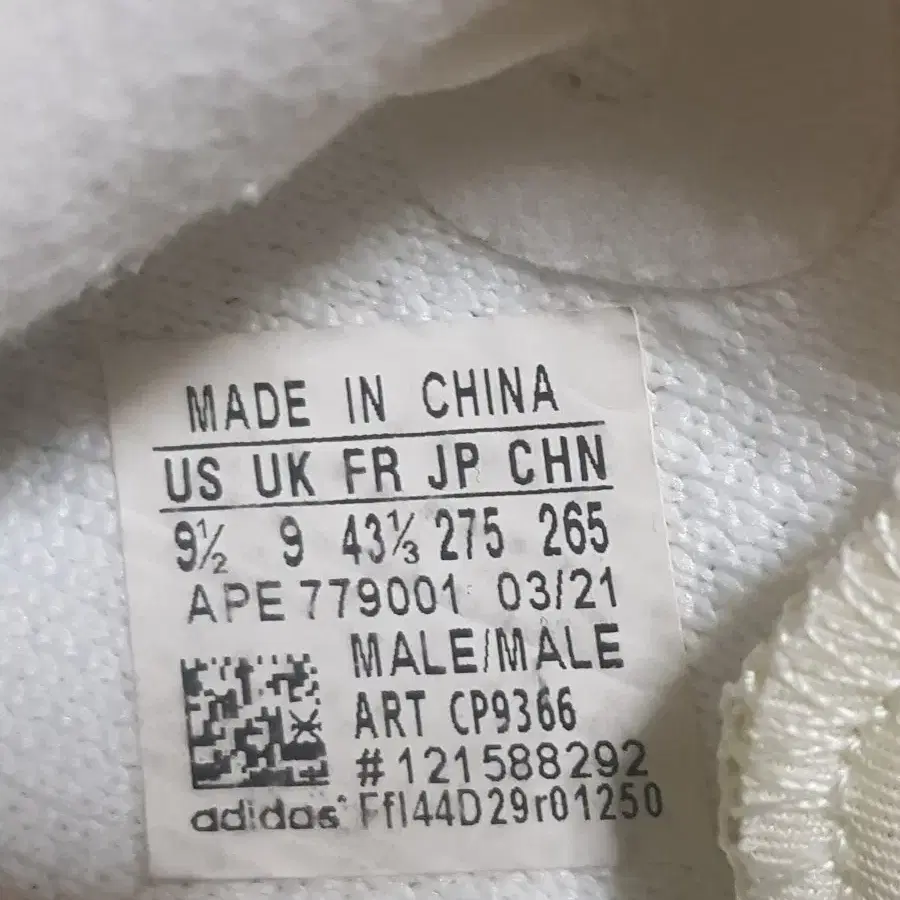 MADE IN CHINA
US UK FR JP CHN
9½ 9 43⅓ 275 265
APE 779001 03/21
MALE/MALE
ART CP9366
#121588292
adidas FfI44D29r01250